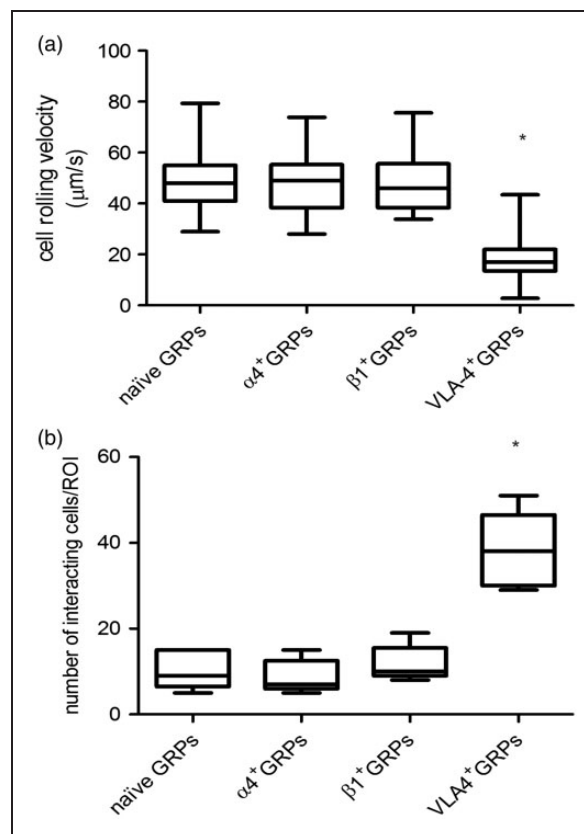 (a)
100
80
60
40
20
0
cell rolling velocity
(μm/s)
*
naïve GRPs
α4⁺GRPs
β1⁺GRPs
VLA-4⁺GRPs
(b)
60
40
20
0
number of interacting cells/ROI
*
naïve GRPs
α4⁺GRPs
β1⁺GRPs
VLA4⁺GRPs